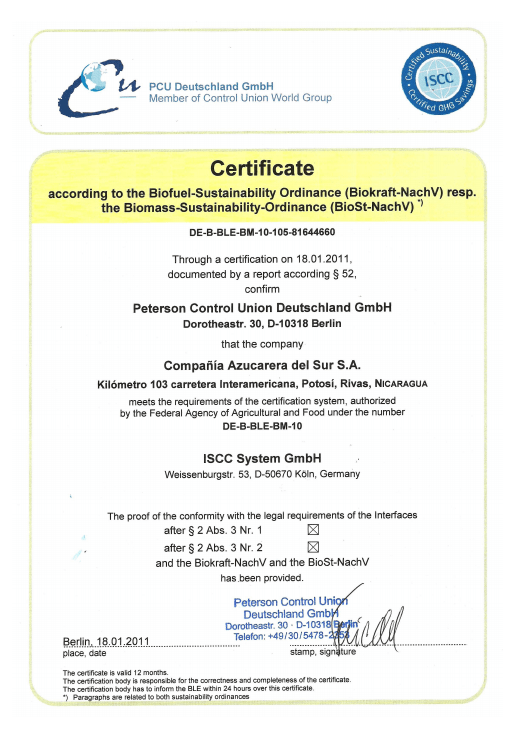 Cu
PCU Deutschland GmbH
Member of Control Union World Group
Certified Sustainability
ISCC
Certified GHG Savings
Certificate
according to the Biofuel-Sustainability Ordinance (Biokraft-NachV) resp.
the Biomass-Sustainability-Ordinance (BioSt-NachV) *)
DE-B-BLE-BM-10-105-81644660
Through a certification on 18.01.2011,
documented by a report according § 52,
confirm
Peterson Control Union Deutschland GmbH
Dorotheastr. 30, D-10318 Berlin
that the company
Compañía Azucarera del Sur S.A.
Kilómetro 103 carretera Interamericana, Potosí, Rivas, NICARAGUA
meets the requirements of the certification system, authorized
by the Federal Agency of Agricultural and Food under the number
DE-B-BLE-BM-10
ISCC System GmbH
Weissenburgstr. 53, D-50670 Köln, Germany
The proof of the conformity with the legal requirements of the Interfaces
after § 2 Abs. 3 Nr. 1 ☒
after § 2 Abs. 3 Nr. 2 ☒
and the Biokraft-NachV and the BioSt-NachV
has been provided.
Peterson Control Union
Deutschland GmbH
Dorotheastr. 30 · D-10318 Berlin
Telefon: +49/30/5478-
Berlin, 18.01.2011
place, date
stamp, signature
The certificate is valid 12 months.
The certification body is responsible for the correctness and completeness of the certificate.
The certification body has to inform the BLE within 24 hours over this certificate.
*) Paragraphs are related to both sustainability ordinances